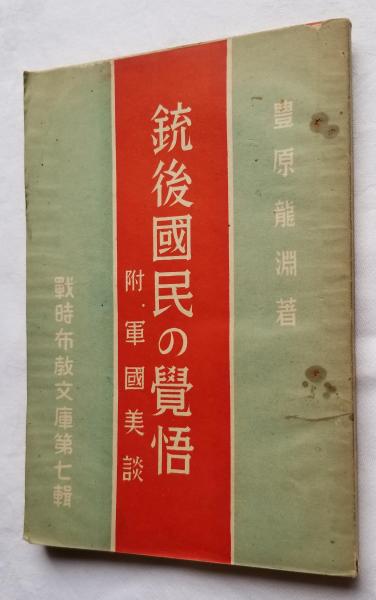 豐原龍淵著
銃後國民の覺悟
附・軍國美談
戰時布敎文庫第七輯